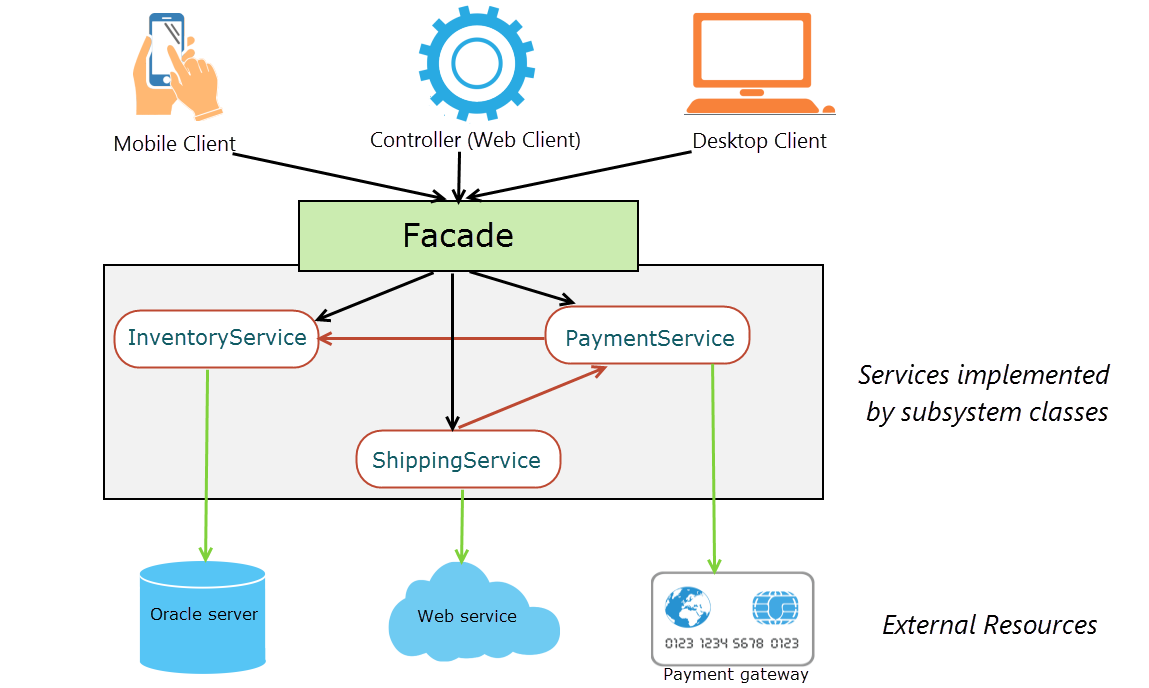 Mobile Client
Controller (Web Client)
Desktop Client
Facade
InventoryService
PaymentService
ShippingService
Services implemented
by subsystem classes
Oracle server
Web service
0123 1234 5678 0123
Payment gateway
External Resources